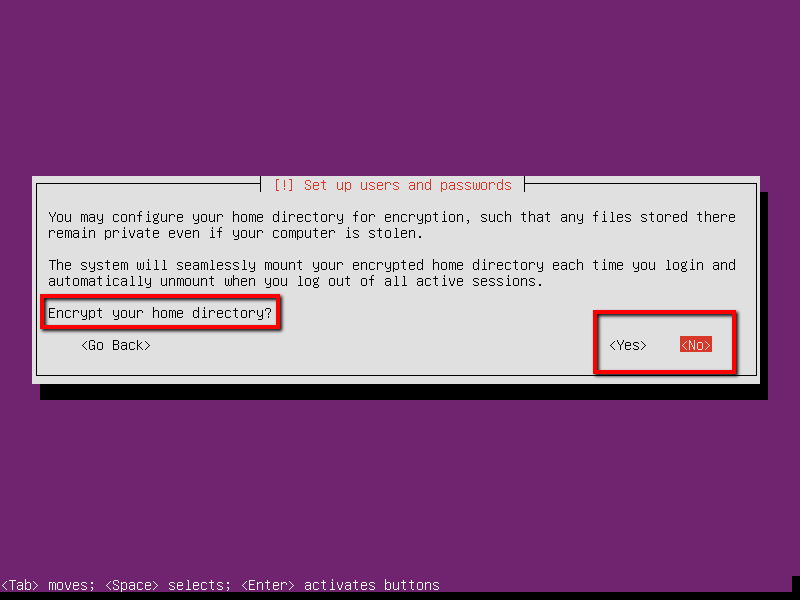 [!] Set up users and passwords
You may configure your home directory for encryption, such that any files stored there
remain private even if your computer is stolen.
The system will seamlessly mount your encrypted home directory each time you login and
automatically unmount when you log out of all active sessions.
Encrypt your home directory?
<Go Back> <Yes> <No>
<Tab> moves; <Space> selects; <Enter> activates buttons